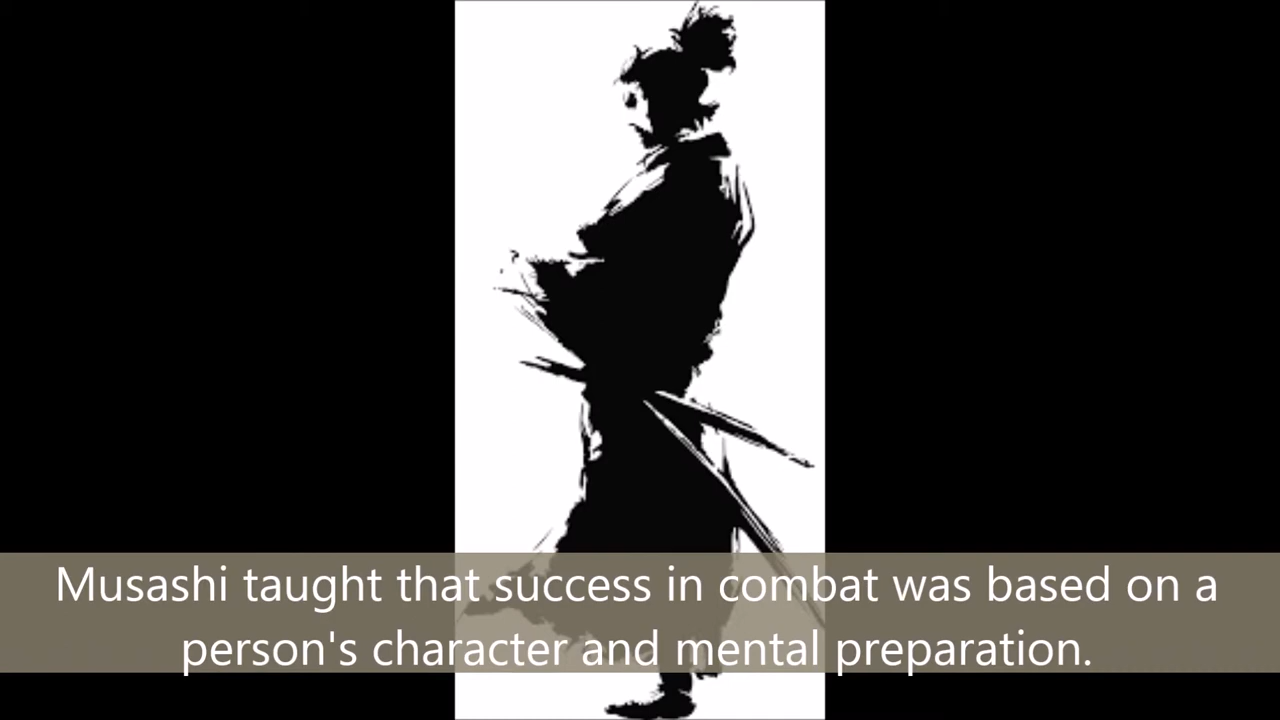 Musashi taught that success in combat was based on a
person's character and mental preparation.